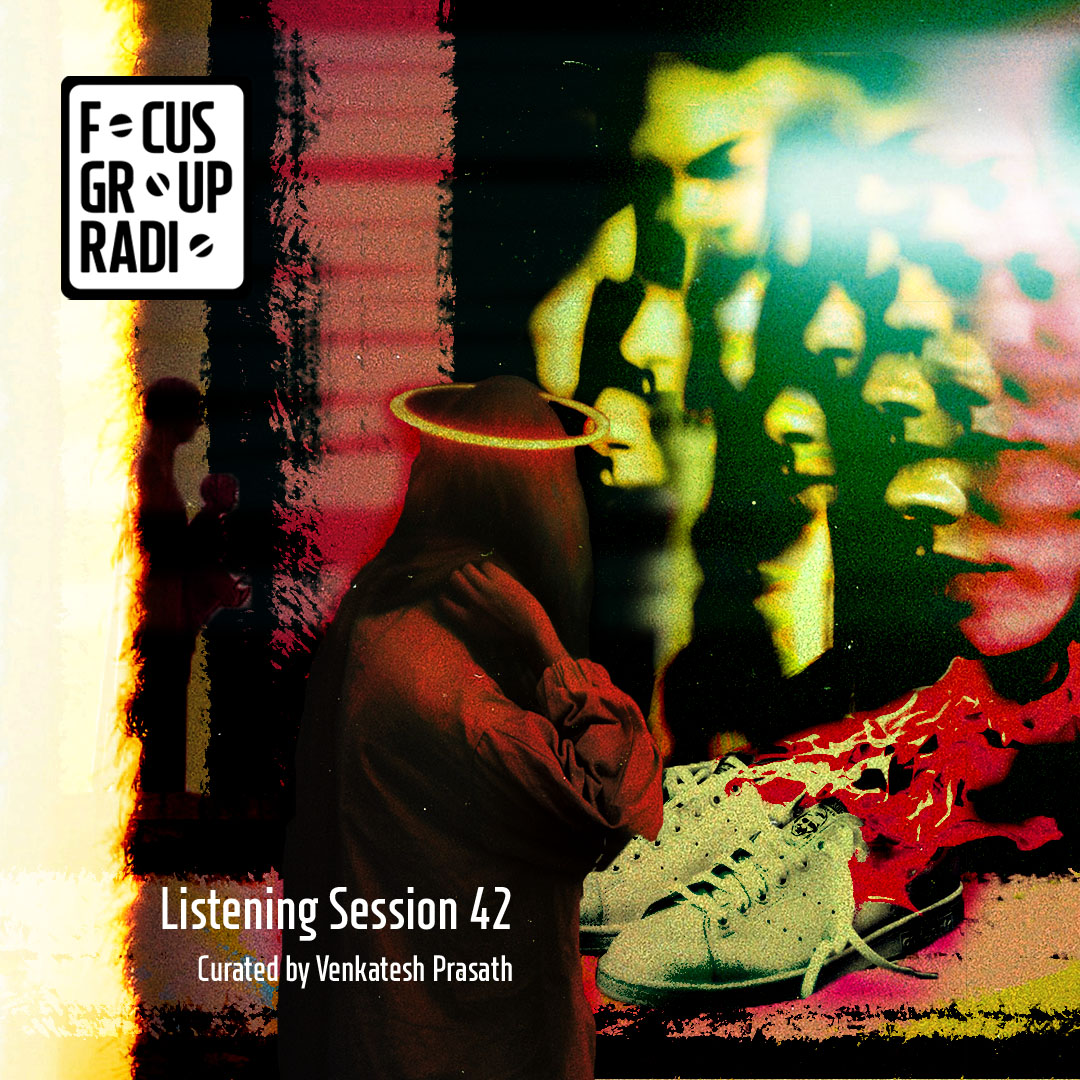 FOCUS
GROUP
RADIO
Listening Session 42
Curated by Venkatesh Prasath